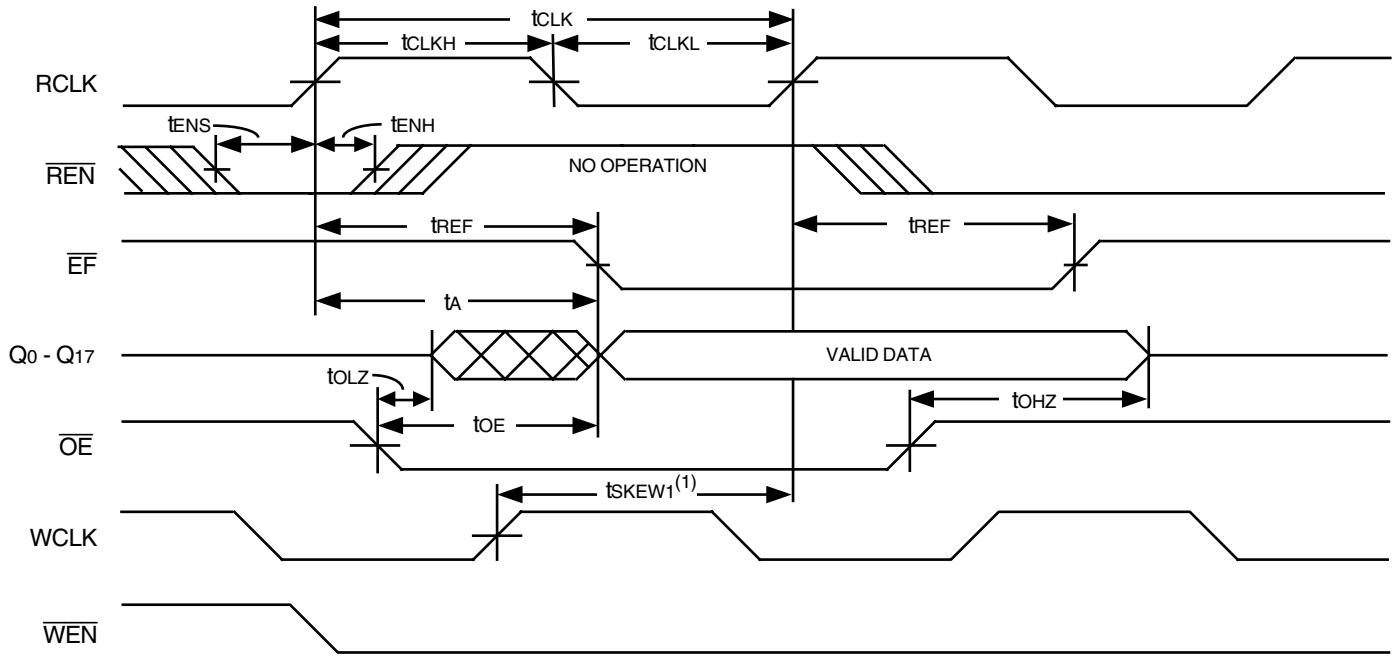 tCLK
tCLKH tCLKL
RCLK
tENS tENH
REN NO OPERATION
tREF tREF
EF
tA
Q0 - Q17 VALID DATA
tOLZ
tOHZ
tOE
OE
tSKEW1(1)
WCLK
WEN